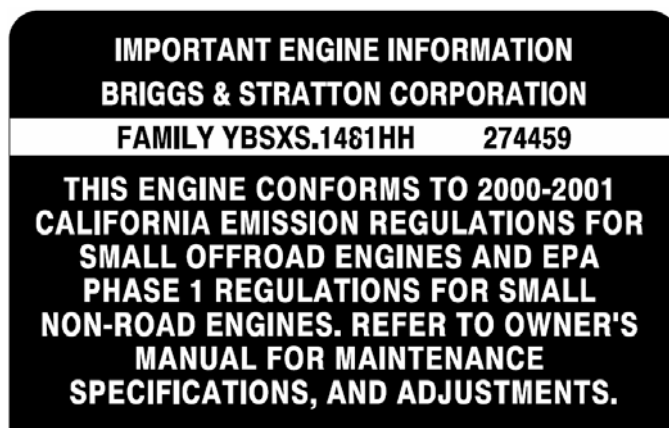 IMPORTANT ENGINE INFORMATION
BRIGGS & STRATTON CORPORATION
FAMILY YBSXS.1481HH 274459
THIS ENGINE CONFORMS TO 2000-2001
CALIFORNIA EMISSION REGULATIONS FOR
SMALL OFFROAD ENGINES AND EPA
PHASE 1 REGULATIONS FOR SMALL
NON-ROAD ENGINES. REFER TO OWNER'S
MANUAL FOR MAINTENANCE
SPECIFICATIONS, AND ADJUSTMENTS.